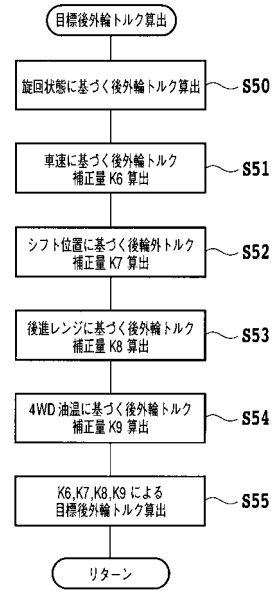 目標後外輪トルク算出
旋回状態に基づく後外輪トルク算出
S50
車速に基づく後外輪トルク
補正量 K6 算出
S51
シフト位置に基づく後輪外トルク
補正量 K7 算出
S52
後進レンジに基づく後外輪トルク
補正量 K8 算出
S53
4WD 油温に基づく後外輪トルク
補正量 K9 算出
S54
K6,K7,K8,K9 による
目標後外輪トルク算出
S55
リターン